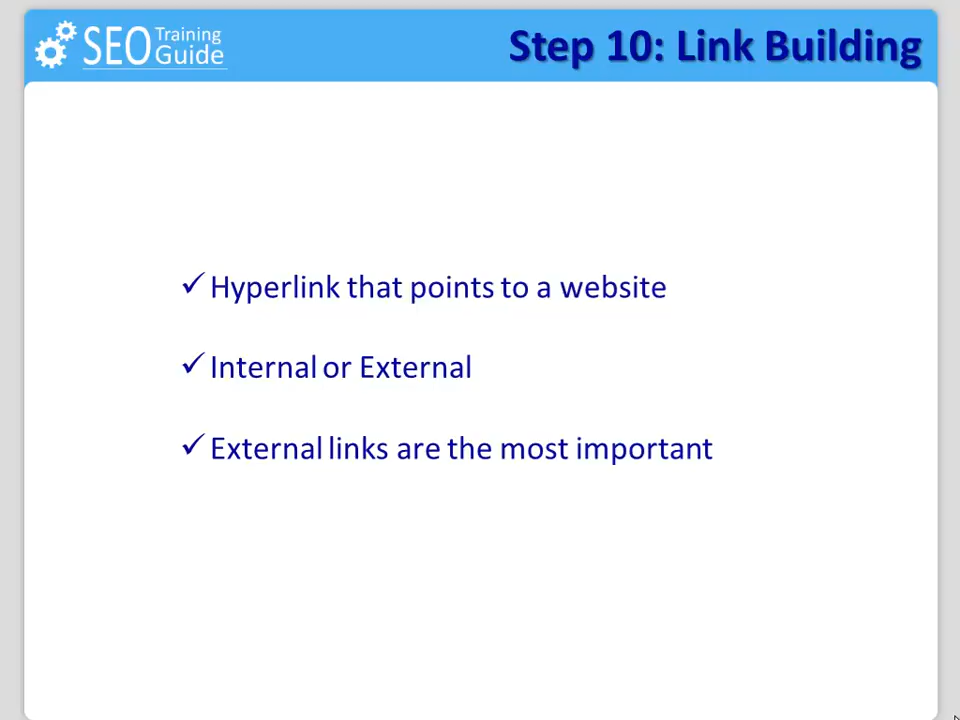 SEO Training Guide
Step 10: Link Building
✓ Hyperlink that points to a website
✓ Internal or External
✓ External links are the most important